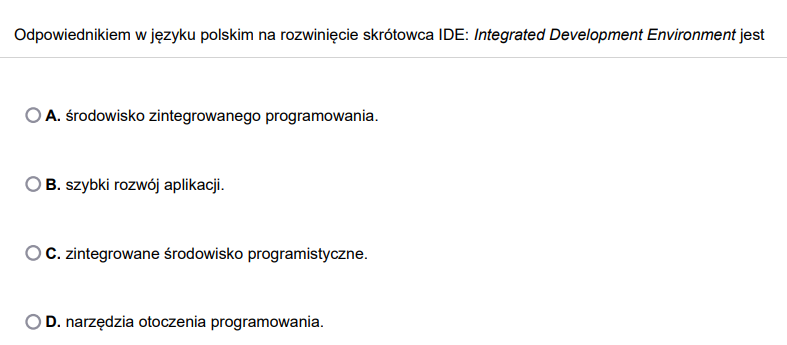 Odpowiednikiem w języku polskim na rozwinięcie skrótowca IDE: Integrated Development Environment jest
A. środowisko zintegrowanego programowania.
B. szybki rozwój aplikacji.
C. zintegrowane środowisko programistyczne.
D. narzędzia otoczenia programowania.